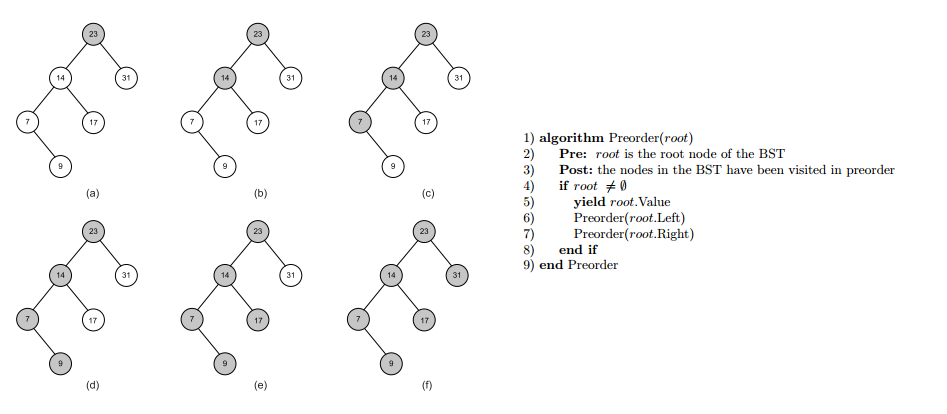 23
14 31
7 17
9
(a)
23
14 31
7 17
9
(b)
23
14 31
7 17
9
(c)
23
14 31
7 17
9
(d)
23
14 31
7 17
9
(e)
23
14 31
7 17
9
(f)
1) algorithm Preorder(root)
2) Pre: root is the root node of the BST
3) Post: the nodes in the BST have been visited in preorder
4) if root ≠ ∅
5) yield root.Value
6) Preorder(root.Left)
7) Preorder(root.Right)
8) end if
9) end Preorder